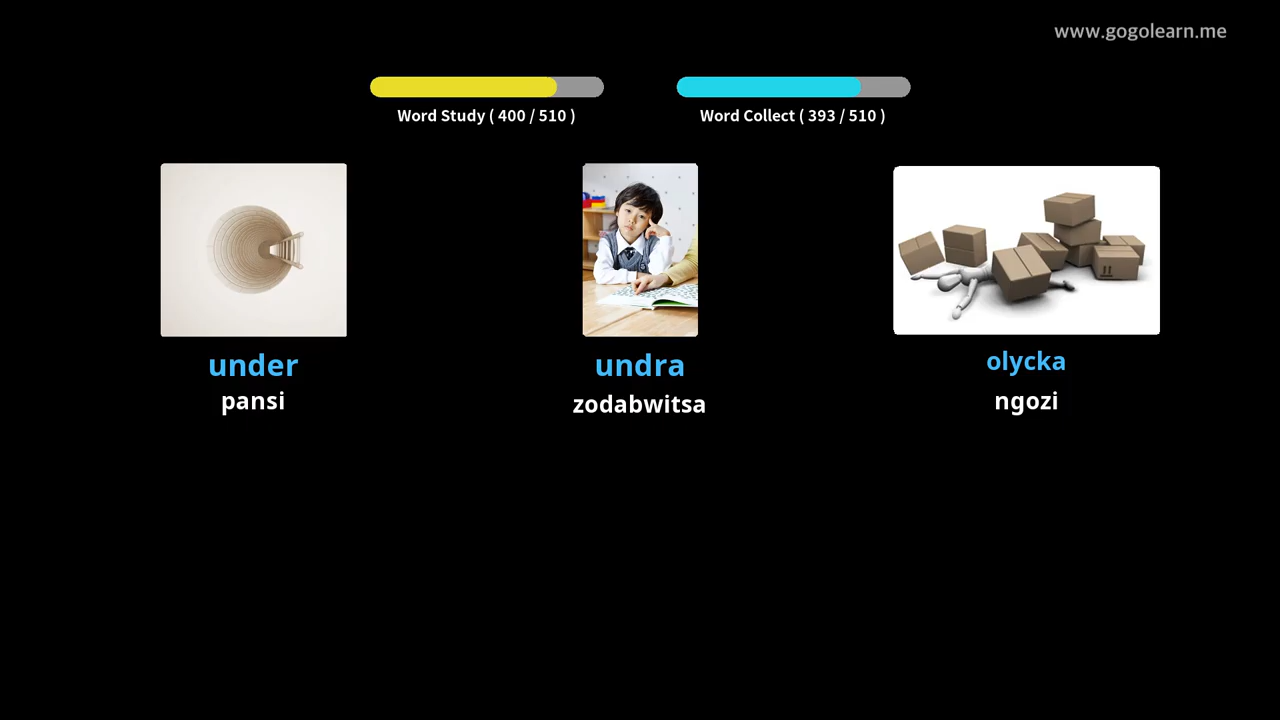 www.gogolearn.me
Word Study ( 400 / 510 )
Word Collect ( 393 / 510 )
under
pansi
undra
zodabwitsa
olycka
ngozi